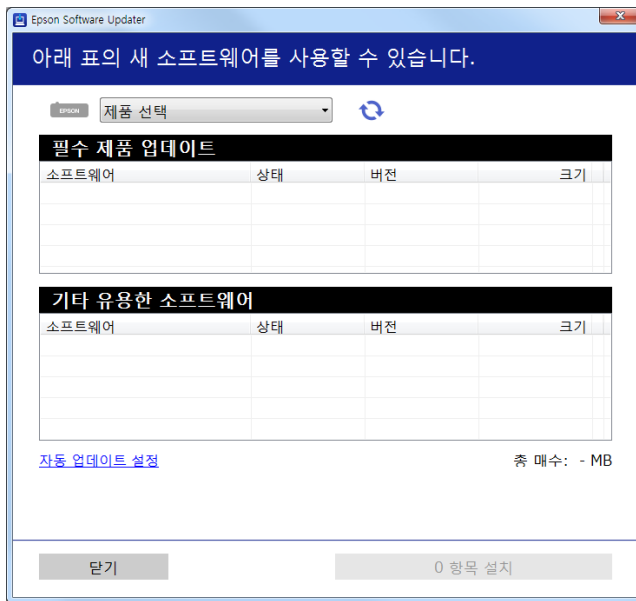 Epson Software Updater
아래 표의 새 소프트웨어를 사용할 수 있습니다.
EPSON 제품 선택
필수 제품 업데이트
소프트웨어 상태 버전 크기
기타 유용한 소프트웨어
소프트웨어 상태 버전 크기
자동 업데이트 설정 총 매수: - MB
닫기 0 항목 설치